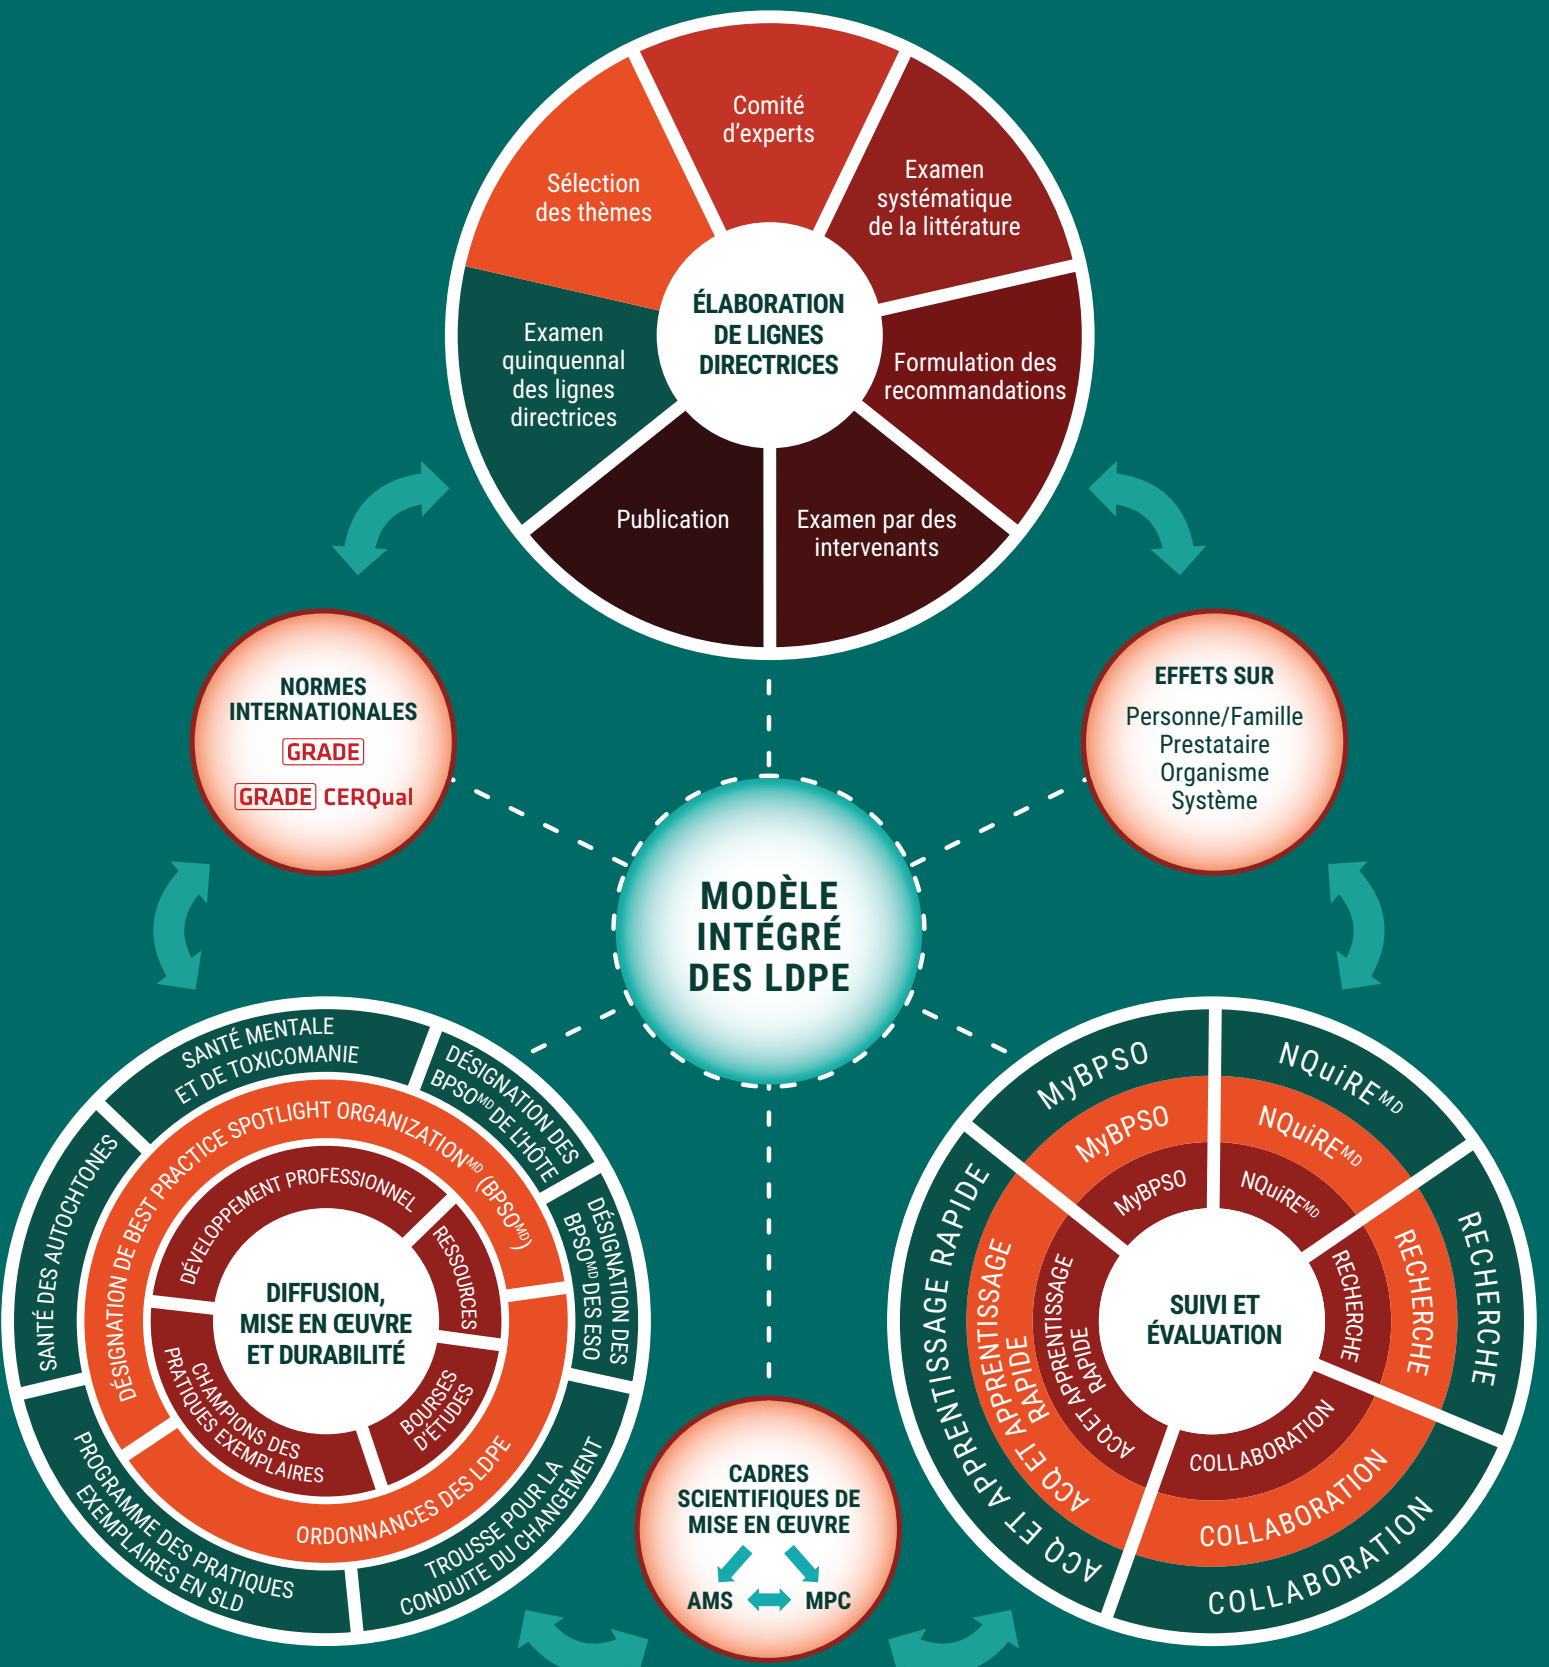 Comité
d'experts
Examen
systématique
de la littérature
Formulation des
recommandations
Examen par des
intervenants
Publication
Examen
quinquennal
des lignes
directrices
Sélection
des thèmes
ÉLABORATION
DE LIGNES
DIRECTRICES
NORMES
INTERNATIONALES
GRADE
GRADE CERQual
EFFETS SUR
Personne/Famille
Prestataire
Organisme
Système
MODÈLE
INTÉGRÉ
DES LDPE
SANTÉ MENTALE
ET DE TOXICOMANIE
DÉSIGNATION DES
BPSOMD DE L'HÔTE
DÉSIGNATION DES
BPSOMD DES ESO
TROUSSE POUR LA
CONDUITE DU CHANGEMENT
PROGRAMME DES PRATIQUES
EXEMPLAIRES EN SLD
SANTÉ DES AUTOCHTONES
DÉSIGNATION DE BEST PRACTICE SPOTLIGHT ORGANIZATIONMD (BPSOMD)
ORDONNANCES DES LDPE
DÉVELOPPEMENT PROFESSIONNEL
RESSOURCES
BOURSES
D'ÉTUDES
CHAMPIONS DES
PRATIQUES EXEMPLAIRES
DIFFUSION,
MISE EN ŒUVRE
ET DURABILITÉ
CADRES
SCIENTIFIQUES DE
MISE EN ŒUVRE
AMS
MPC
MyBPSO
NQuiREMD
RECHERCHE
COLLABORATION
ACQ ET APPRENTISSAGE RAPIDE
MyBPSO
NQuiREMD
RECHERCHE
COLLABORATION
ACQ ET APPRENTISSAGE
RAPIDE
MyBPSO
NQuiREMD
RECHERCHE
COLLABORATION
ACQ ET APPRENTISSAGE
RAPIDE
SUIVI ET
ÉVALUATION